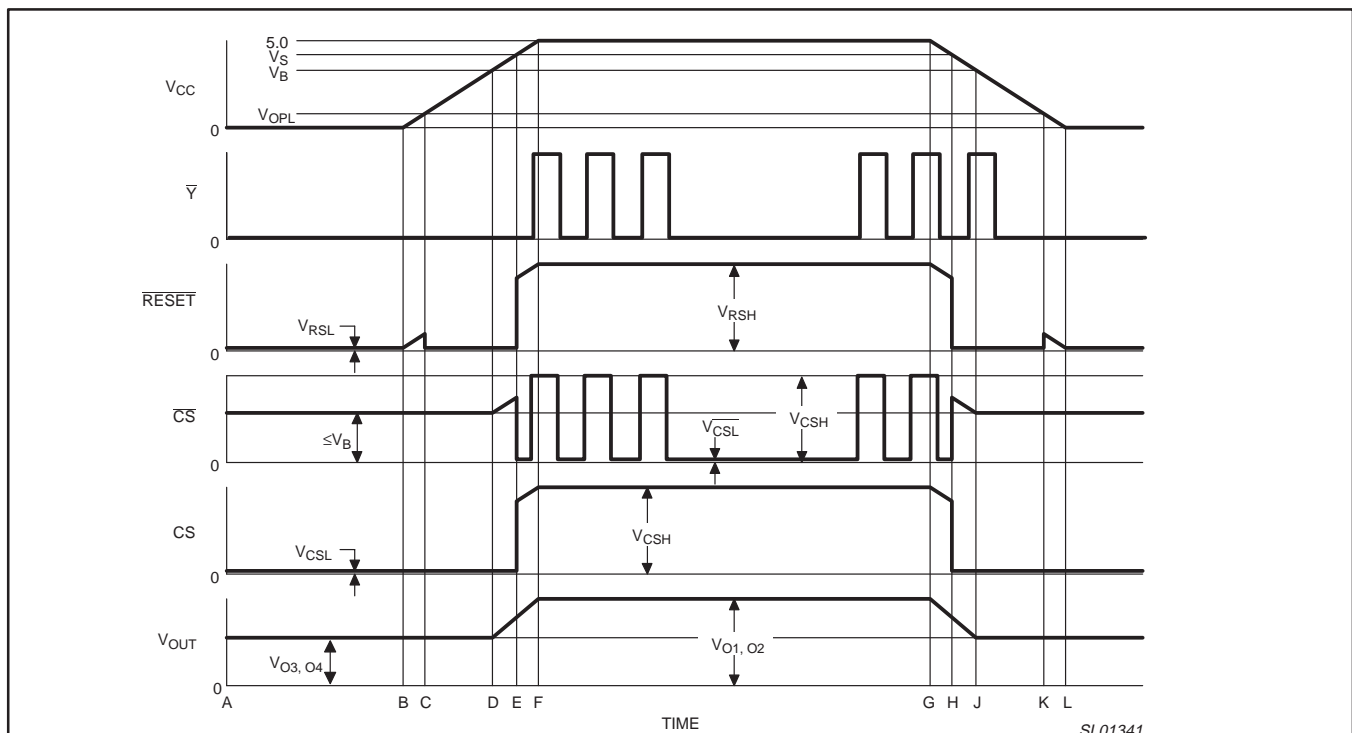 5.0
VS
VB
VCC
VOPL
0
Y
0
RESET
VRSL
VRSH
0
CS
≤VB
VCSL
VCSH
0
CS
VCSL
VCSH
0
VOUT
VO3, O4
VO1, O2
0
A B C D E F G H J K L
TIME
SL01341